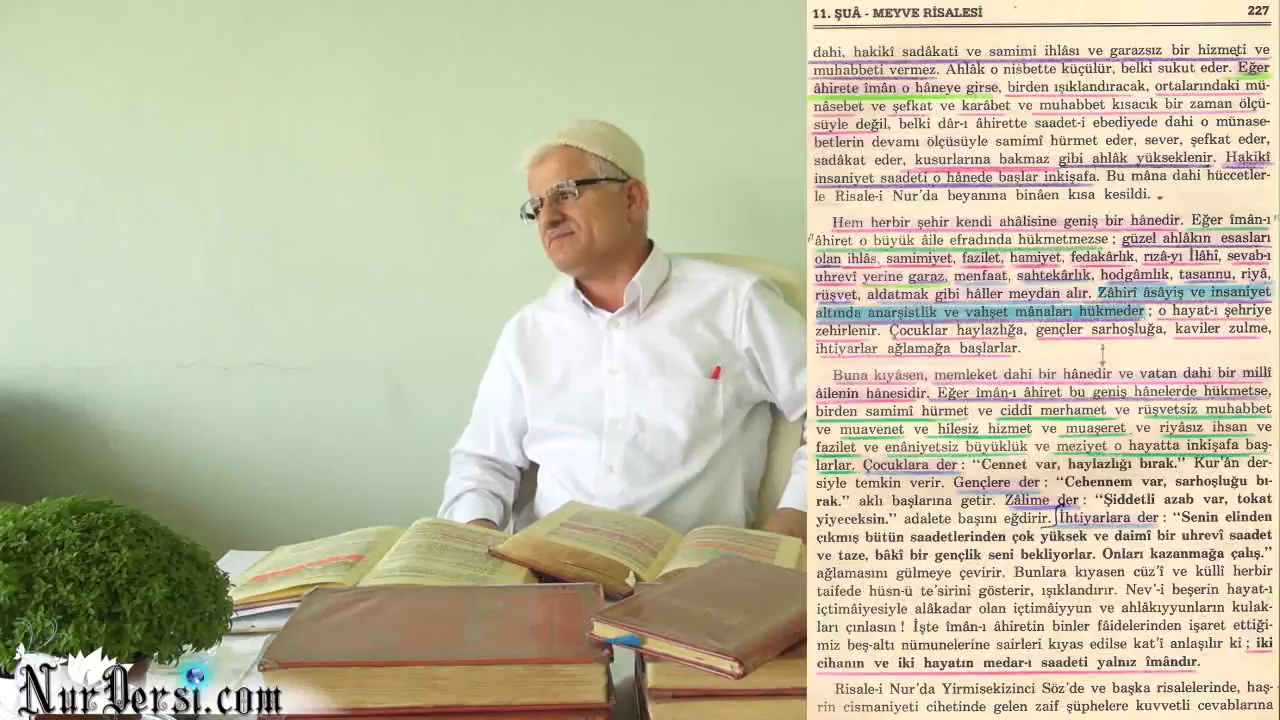 11. ŞUÂ - MEYVE RİSALESİ 227
dahi, hakikî sadâkati ve samimi ihlâsı ve garazsız bir hizmeti ve
muhabbeti vermez. Ahlâk o nisbette küçülür, belki sukut eder. Eğer
âhirete îmân o hâneye girse, birden ışıklandıracak, ortalarındaki mü-
nâsebet ve şefkat ve karâbet ve muhabbet kısacık bir zaman ölçü-
süyle değil, belki dâr-ı âhirette saadet-i ebediyede dahi o münase-
betlerin devamı ölçüsüyle samimî hürmet eder, sever, şefkat eder,
sadâkat eder, kusurlarına bakmaz gibi ahlâk yükseklenir. Hakikî
insaniyet saadeti o hânede başlar inkişafa. Bu mâna dahi hüccetler-
le Risale-i Nur'da beyanına binâen kısa kesildi.
Hem herbir şehir kendi ahâlisine geniş bir hânedir. Eğer îmân-ı
âhiret o büyük âile efradında hükmetmezse ; güzel ahlâkın esasları
olan ihlâs, samimiyet, fazilet, hamiyet, fedakârlık, rızâ-yı İlâhî, sevab-ı
uhrevî yerine garaz, menfaat, sahtekârlık, hodgâmlık, tasannu, riyâ,
rüşvet, aldatmak gibi hâller meydan alır. Zâhirî âsâyiş ve insaniyet
altında anarşistlik ve vahşet mânaları hükmeder ; o hayat-ı şehriye
zehirlenir. Çocuklar haylazlığa, gençler sarhoşluğa, kaviler zulme,
ihtiyarlar ağlamağa başlarlar.
Buna kıyâsen, memleket dahi bir hânedir ve vatan dahi bir millî
âilenin hânesidir. Eğer îmân-ı âhiret bu geniş hânelerde hükmetse,
birden samimî hürmet ve ciddî merhamet ve rüşvetsiz muhabbet
ve muavenet ve hilesiz hizmet ve muaşeret ve riyâsız ihsan ve
fazilet ve enâniyetsiz büyüklük ve meziyet o hayatta inkişafa baş-
larlar. Çocuklara der : "Cennet var, haylazlığı bırak." Kur'ân der-
siyle temkin verir. Gençlere der : "Cehennem var, sarhoşluğu bı-
rak." aklı başlarına getir. Zâlime der : "Şiddetli azab var, tokat
yiyeceksin." adalete başını eğdirir. İhtiyarlara der : "Senin elinden
çıkmış bütün saadetlerinden çok yüksek ve daimî bir uhrevî saadet
ve taze, bâki bir gençlik seni bekliyorlar. Onları kazanmağa çalış."
ağlamasını gülmeye çevirir. Bunlara kıyasen cüz'î ve küllî herbir
taifede hüsn-ü te'sirini gösterir, ışıklandırır. Nev'-i beşerin hayat-ı
içtimâiyesiyle alâkadar olan içtimâiyyun ve ahlâkıyyunların kulak-
ları çınlasın ! İşte îmân-ı âhiretin binler fâidelerinden işaret ettiği-
miz beş-altı nümunelerine sairleri kıyas edilse kat'î anlaşılır ki ; iki
cihanın ve iki hayatın medar-ı saadeti yalnız îmândır.
Risale-i Nur'da Yirmisekizinci Söz'de ve başka risalelerinde, haş-
rin cismaniyeti cihetinde gelen zaif şüphelere kuvvetli cevablarına
NurDersi.com